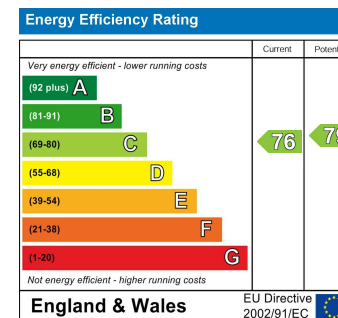 Energy Efficiency Rating
Current
Very energy efficient - lower running costs
(92 plus) A
(81-91) B
(69-80) C
76
(55-68) D
(39-54) E
(21-38) F
(1-20) G
Not energy efficient - higher running costs
England & Wales
EU Directive
2002/91/EC